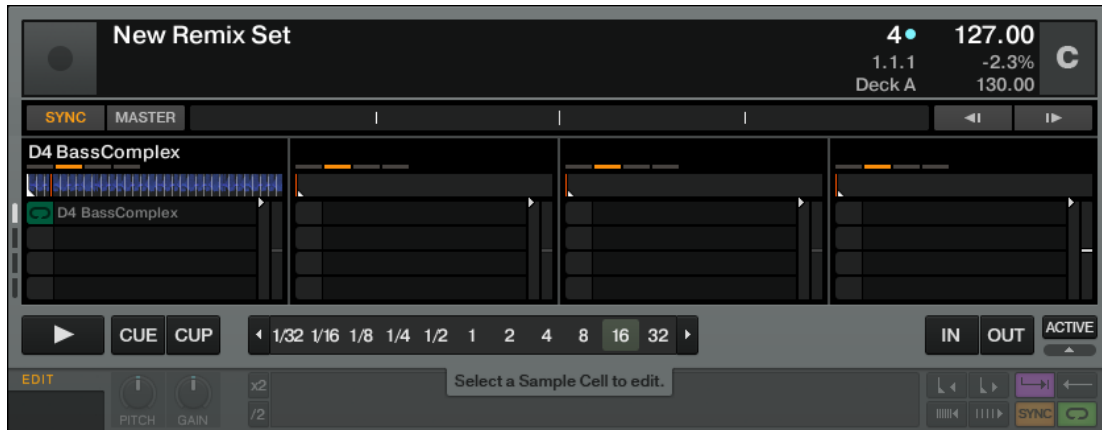 New Remix Set 4 127.00 C
1.1.1 -2.3%
Deck A 130.00
SYNC MASTER
D4 BassComplex
D4 BassComplex
CUE CUP 1/32 1/16 1/8 1/4 1/2 1 2 4 8 16 32 IN OUT ACTIVE
EDIT x2 Select a Sample Cell to edit.
PITCH GAIN /2 SYNC